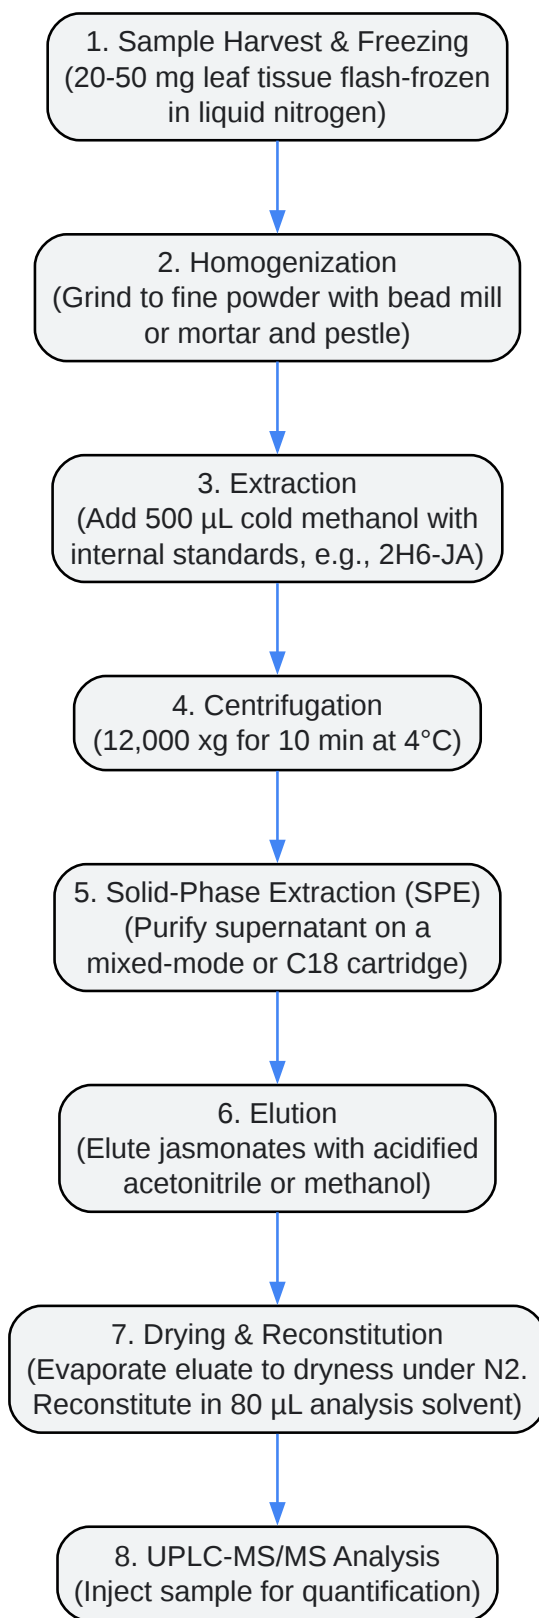 1. Sample Harvest & Freezing
(20-50 mg leaf tissue flash-frozen
in liquid nitrogen)
2. Homogenization
(Grind to fine powder with bead mill
or mortar and pestle)
3. Extraction
(Add 500 µL cold methanol with
internal standards, e.g., 2H6-JA)
4. Centrifugation
(12,000 xg for 10 min at 4°C)
5. Solid-Phase Extraction (SPE)
(Purify supernatant on a
mixed-mode or C18 cartridge)
6. Elution
(Elute jasmonates with acidified
acetonitrile or methanol)
7. Drying & Reconstitution
(Evaporate eluate to dryness under N2.
Reconstitute in 80 µL analysis solvent)
8. UPLC-MS/MS Analysis
(Inject sample for quantification)